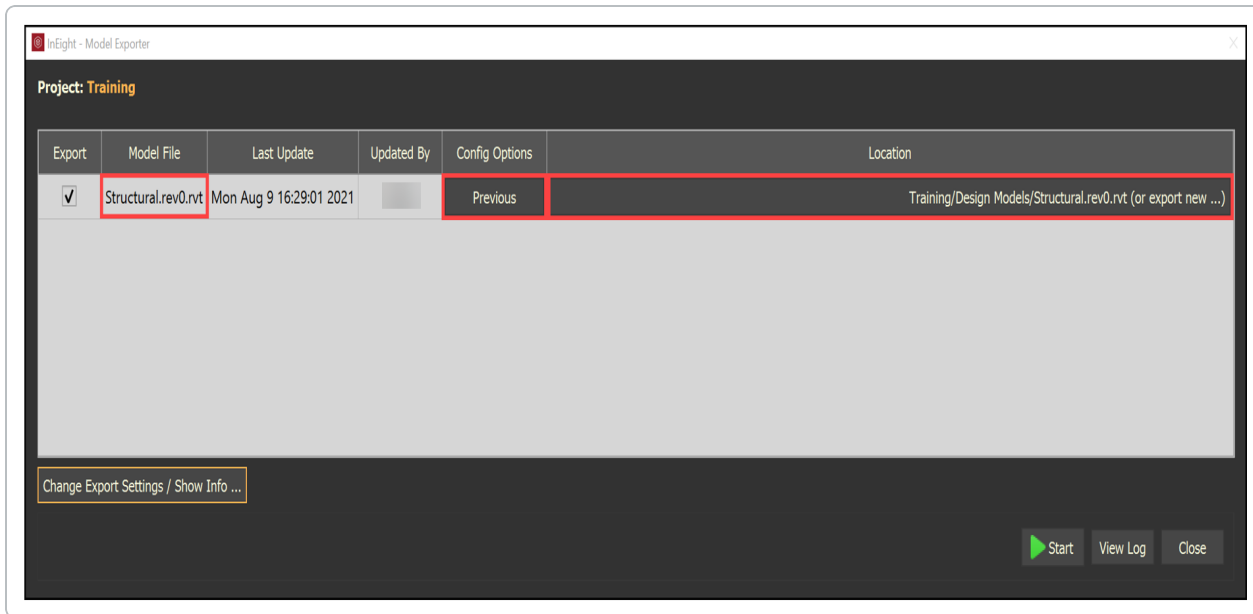 InEight - Model Exporter X
Project: Training
Export Model File Last Update Updated By Config Options Location
Structural.rev0.rvt Mon Aug 9 16:29:01 2021 Previous Training/Design Models/Structural.rev0.rvt (or export new ...)
Change Export Settings / Show Info ...
Start View Log Close